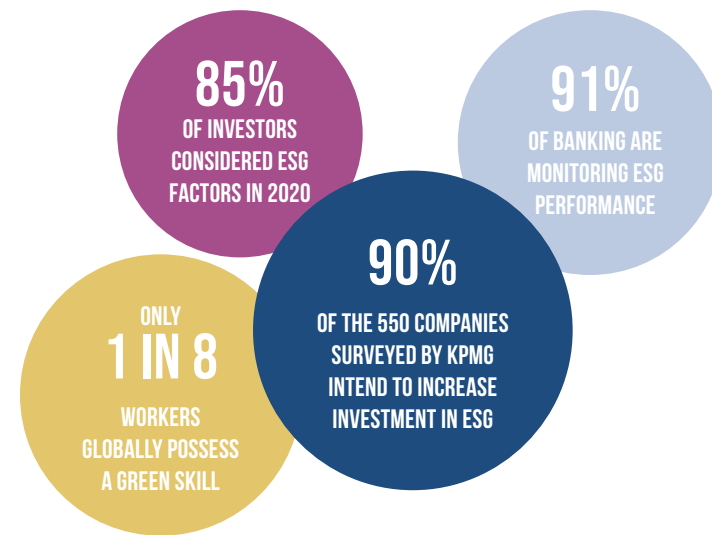 85%
OF INVESTORS
CONSIDERED ESG
FACTORS IN 2020
91%
OF BANKING ARE
MONITORING ESG
PERFORMANCE
90%
OF THE 550 COMPANIES
SURVEYED BY KPMG
INTEND TO INCREASE
INVESTMENT IN ESG
ONLY
1 IN 8
WORKERS
GLOBALLY POSSESS
A GREEN SKILL